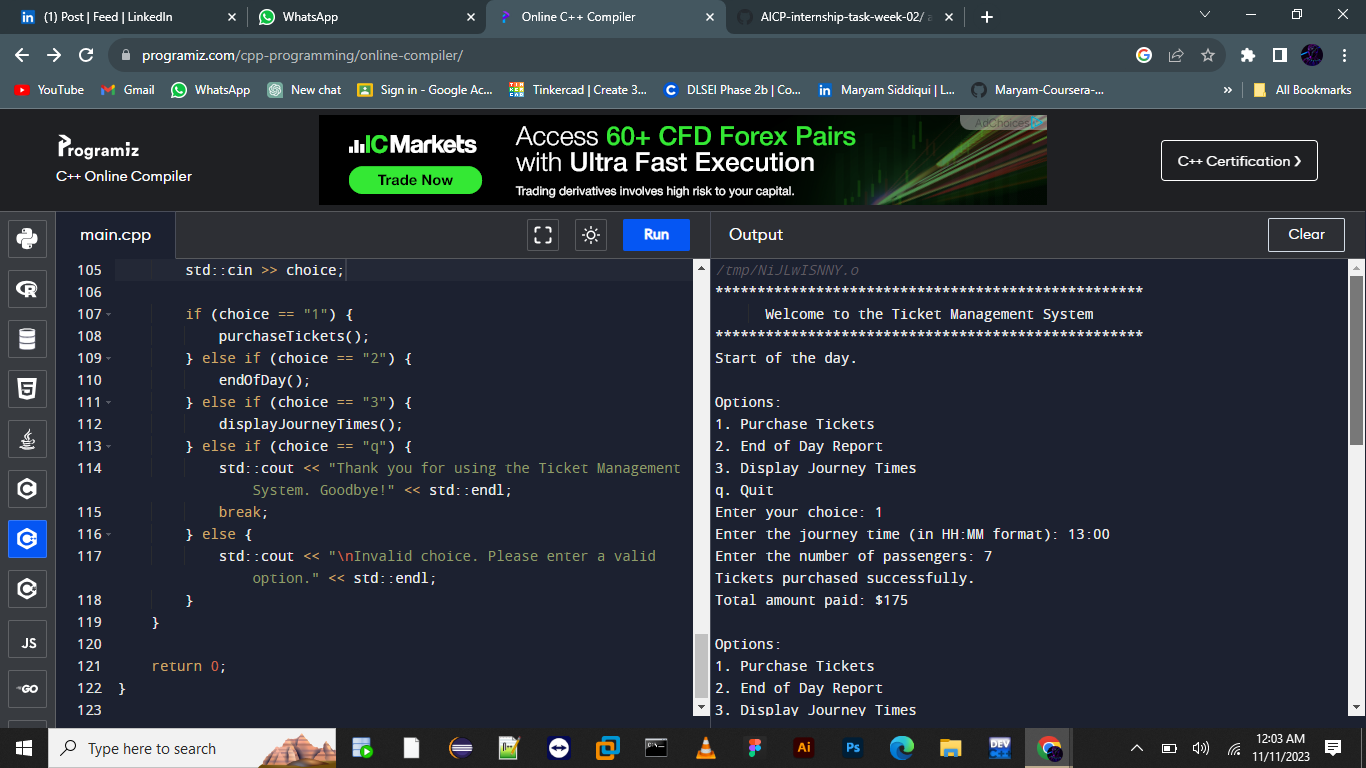 (1) Post | Feed | LinkedIn
WhatsApp
Online C++ Compiler
AICP-internship-task-week-02/
programiz.com/cpp-programming/online-compiler/
YouTube
Gmail
WhatsApp
New chat
Sign in - Google Ac...
Tinkercad | Create 3...
DLSEI Phase 2b | Co...
Maryam Siddiqui | L...
Maryam-Coursera-...
»
All Bookmarks
Programiz
C++ Online Compiler
ICMarkets
Trade Now
Access 60+ CFD Forex Pairs
with Ultra Fast Execution
Trading derivatives involves high risk to your capital.
AdChoices
C++ Certification >
main.cpp
Run
105 std::cin >> choice;
106
107 if (choice == "1") {
108 purchaseTickets();
109 } else if (choice == "2") {
110 endOfDay();
111 } else if (choice == "3") {
112 displayJourneyTimes();
113 } else if (choice == "q") {
114 std::cout << "Thank you for using the Ticket Management
System. Goodbye!" << std::endl;
115 break;
116 } else {
117 std::cout << "\nInvalid choice. Please enter a valid
option." << std::endl;
118 }
119 }
120
121 return 0;
122 }
123
Output
Clear
/tmp/NiJLwISNNY.o
***************************************************
Welcome to the Ticket Management System
***************************************************
Start of the day.
Options:
1. Purchase Tickets
2. End of Day Report
3. Display Journey Times
q. Quit
Enter your choice: 1
Enter the journey time (in HH:MM format): 13:00
Enter the number of passengers: 7
Tickets purchased successfully.
Total amount paid: $175
Options:
1. Purchase Tickets
2. End of Day Report
3. Display Journey Times
JS
GO
Type here to search
Ai
Ps
DEV
12:03 AM
11/11/2023